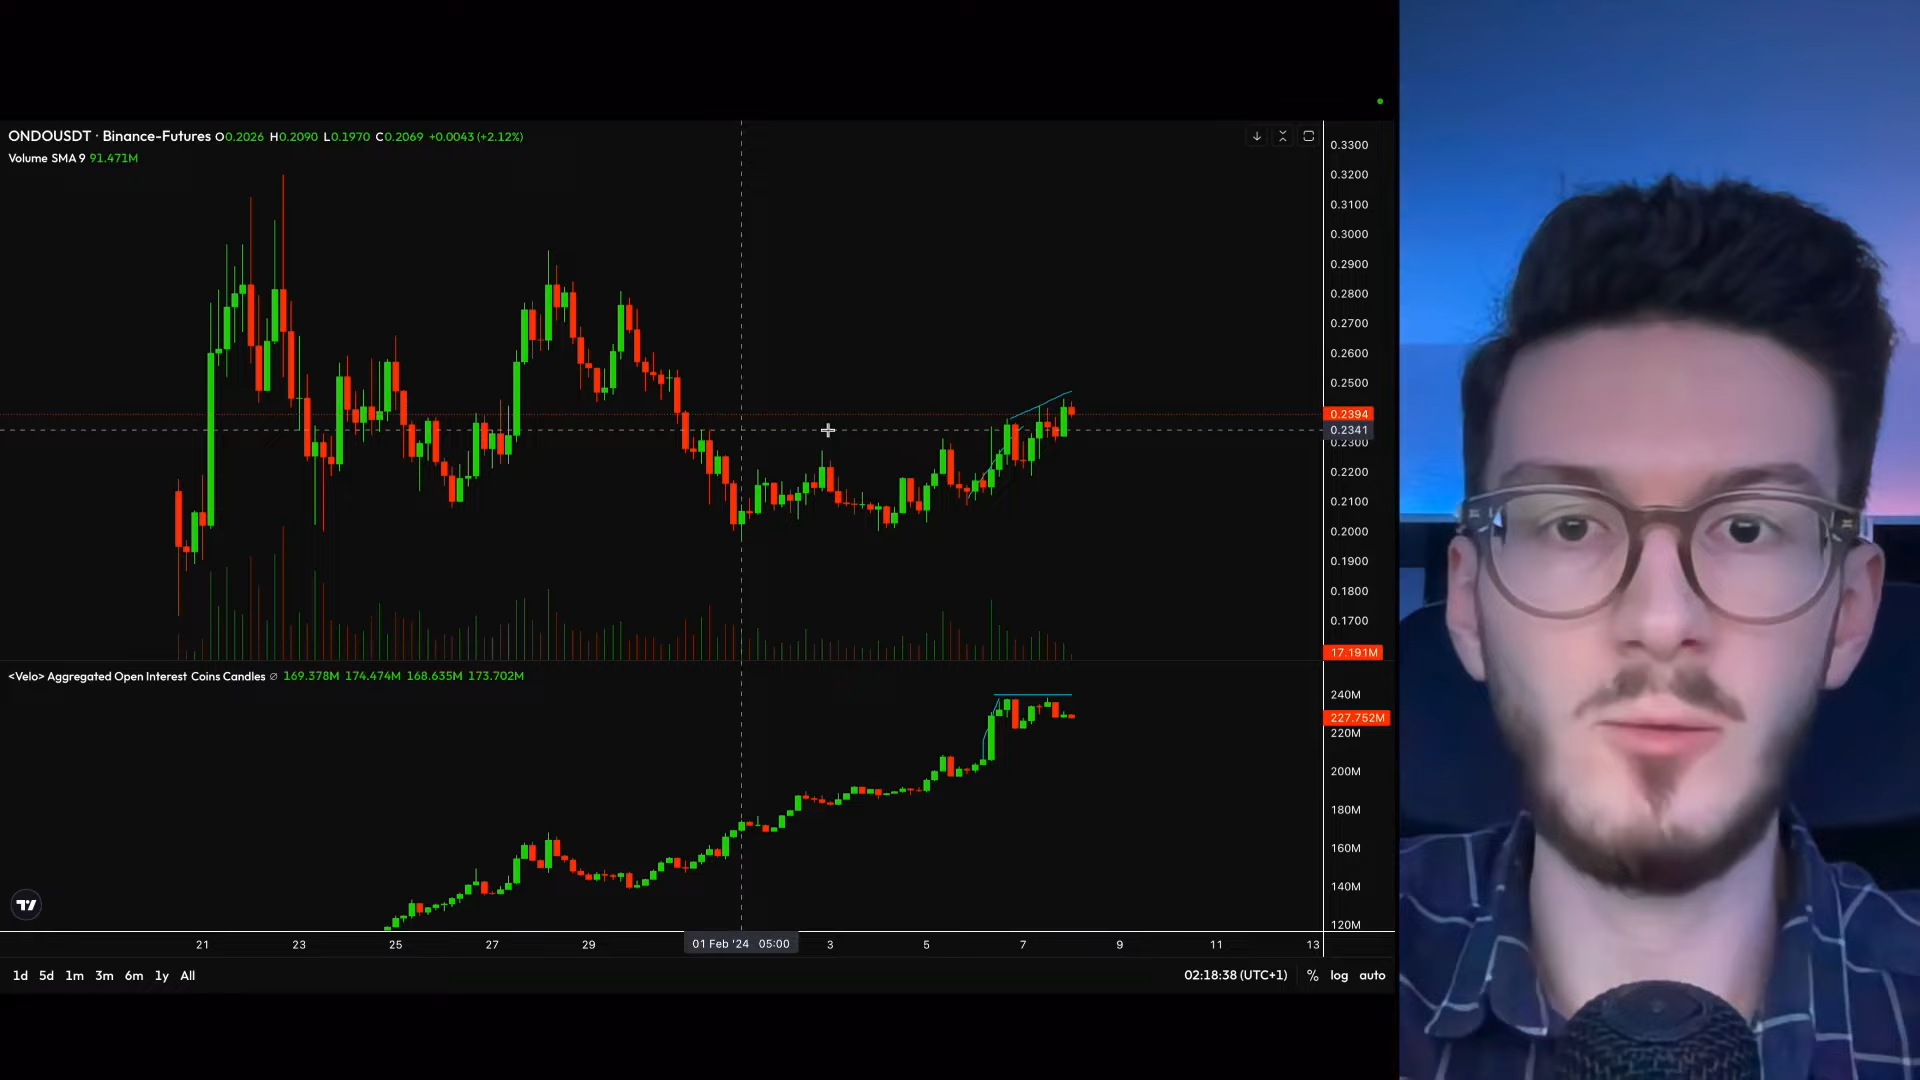 ONDOUSDT · Binance-Futures O0.2026 H0.2090 L0.1970 C0.2069 +0.0043 (+2.12%)
Volume SMA 9 91.471M
0.3300
0.3200
0.3100
0.3000
0.2900
0.2800
0.2700
0.2600
0.2500
0.2394
0.2341
0.2300
0.2200
0.2100
0.2000
0.1900
0.1800
0.1700
17.191M
<Velo> Aggregated Open Interest Coins Candles ∅ 169.378M 174.474M 168.635M 173.702M
240M
227.752M
220M
200M
180M
160M
140M
120M
21 23 25 27 29 01 Feb '24 05:00 3 5 7 9 11 13
1d 5d 1m 3m 6m 1y All 02:18:38 (UTC+1) % log auto